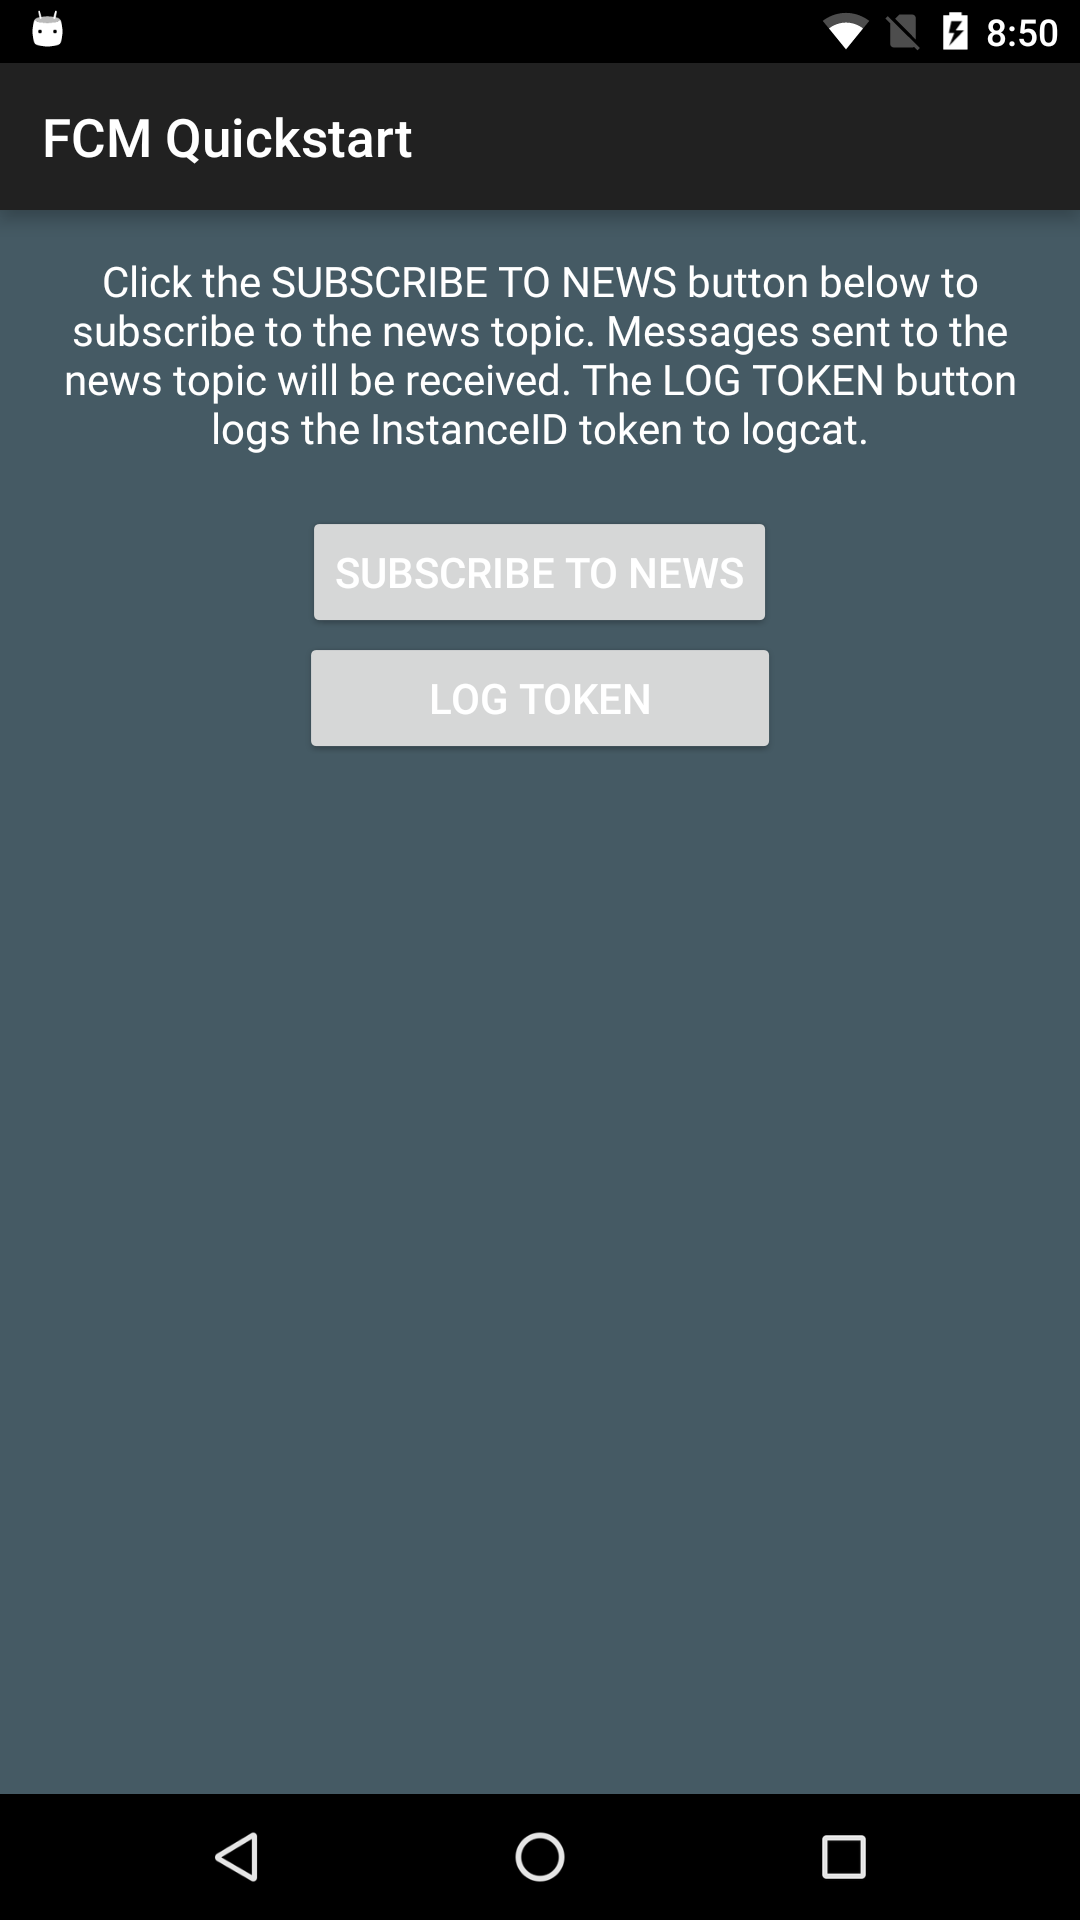 8:50
FCM Quickstart
Click the SUBSCRIBE TO NEWS button below to
subscribe to the news topic. Messages sent to the
news topic will be received. The LOG TOKEN button
logs the InstanceID token to logcat.
SUBSCRIBE TO NEWS
LOG TOKEN